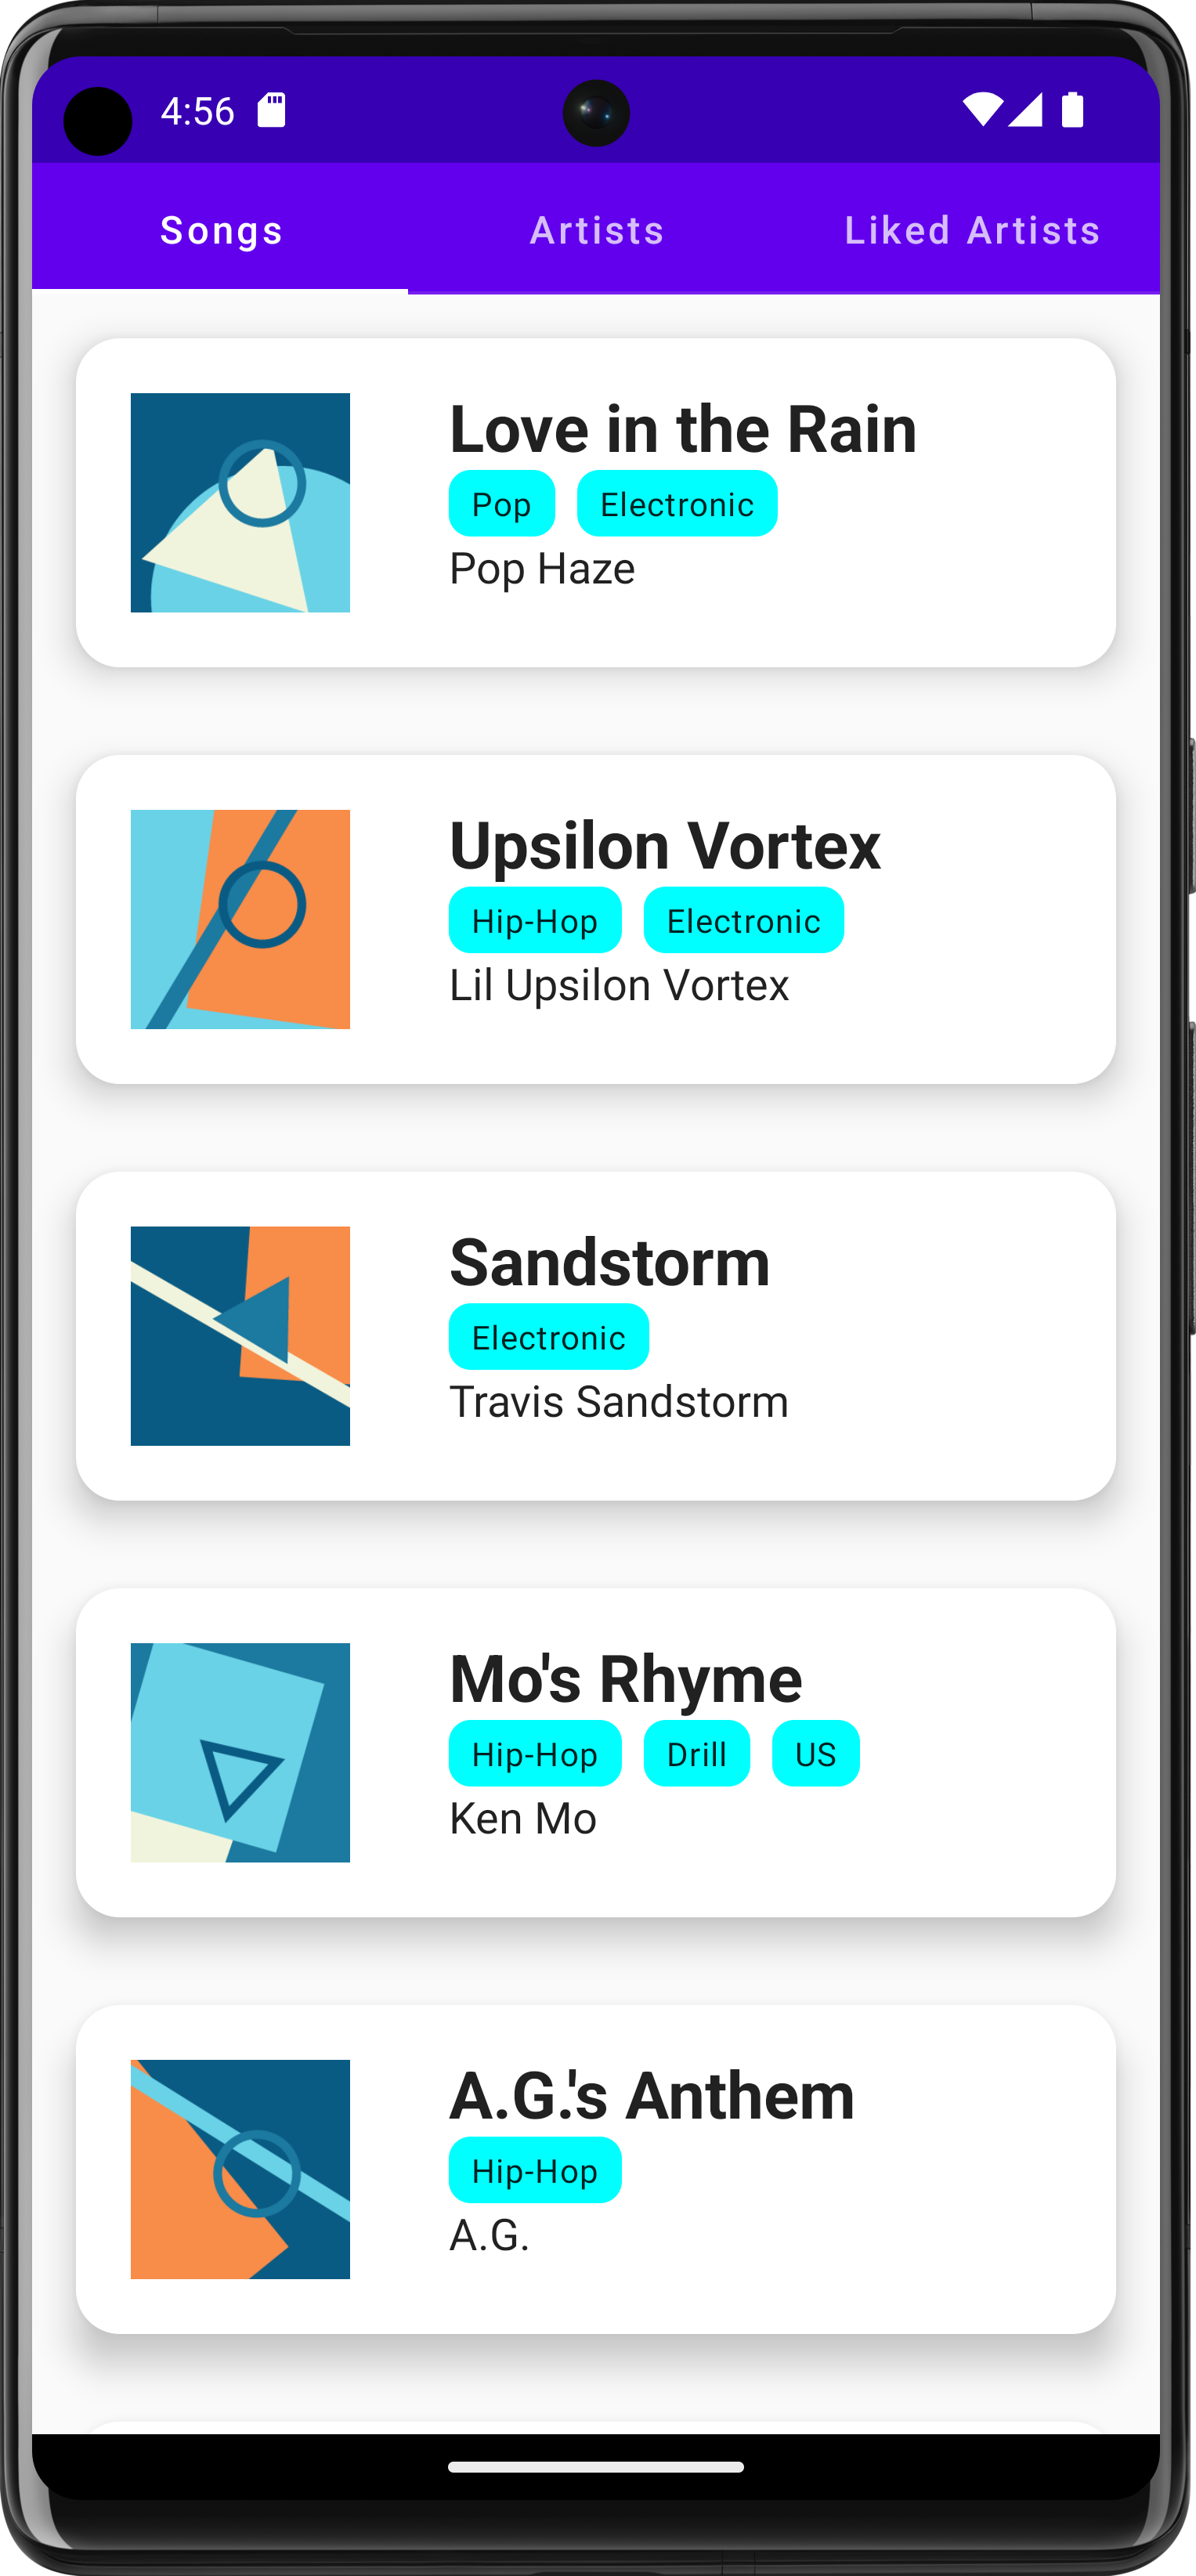 4:56
Songs Artists Liked Artists
Love in the Rain
Pop Electronic
Pop Haze
Upsilon Vortex
Hip-Hop Electronic
Lil Upsilon Vortex
Sandstorm
Electronic
Travis Sandstorm
Mo's Rhyme
Hip-Hop Drill US
Ken Mo
A.G.'s Anthem
Hip-Hop
A.G.